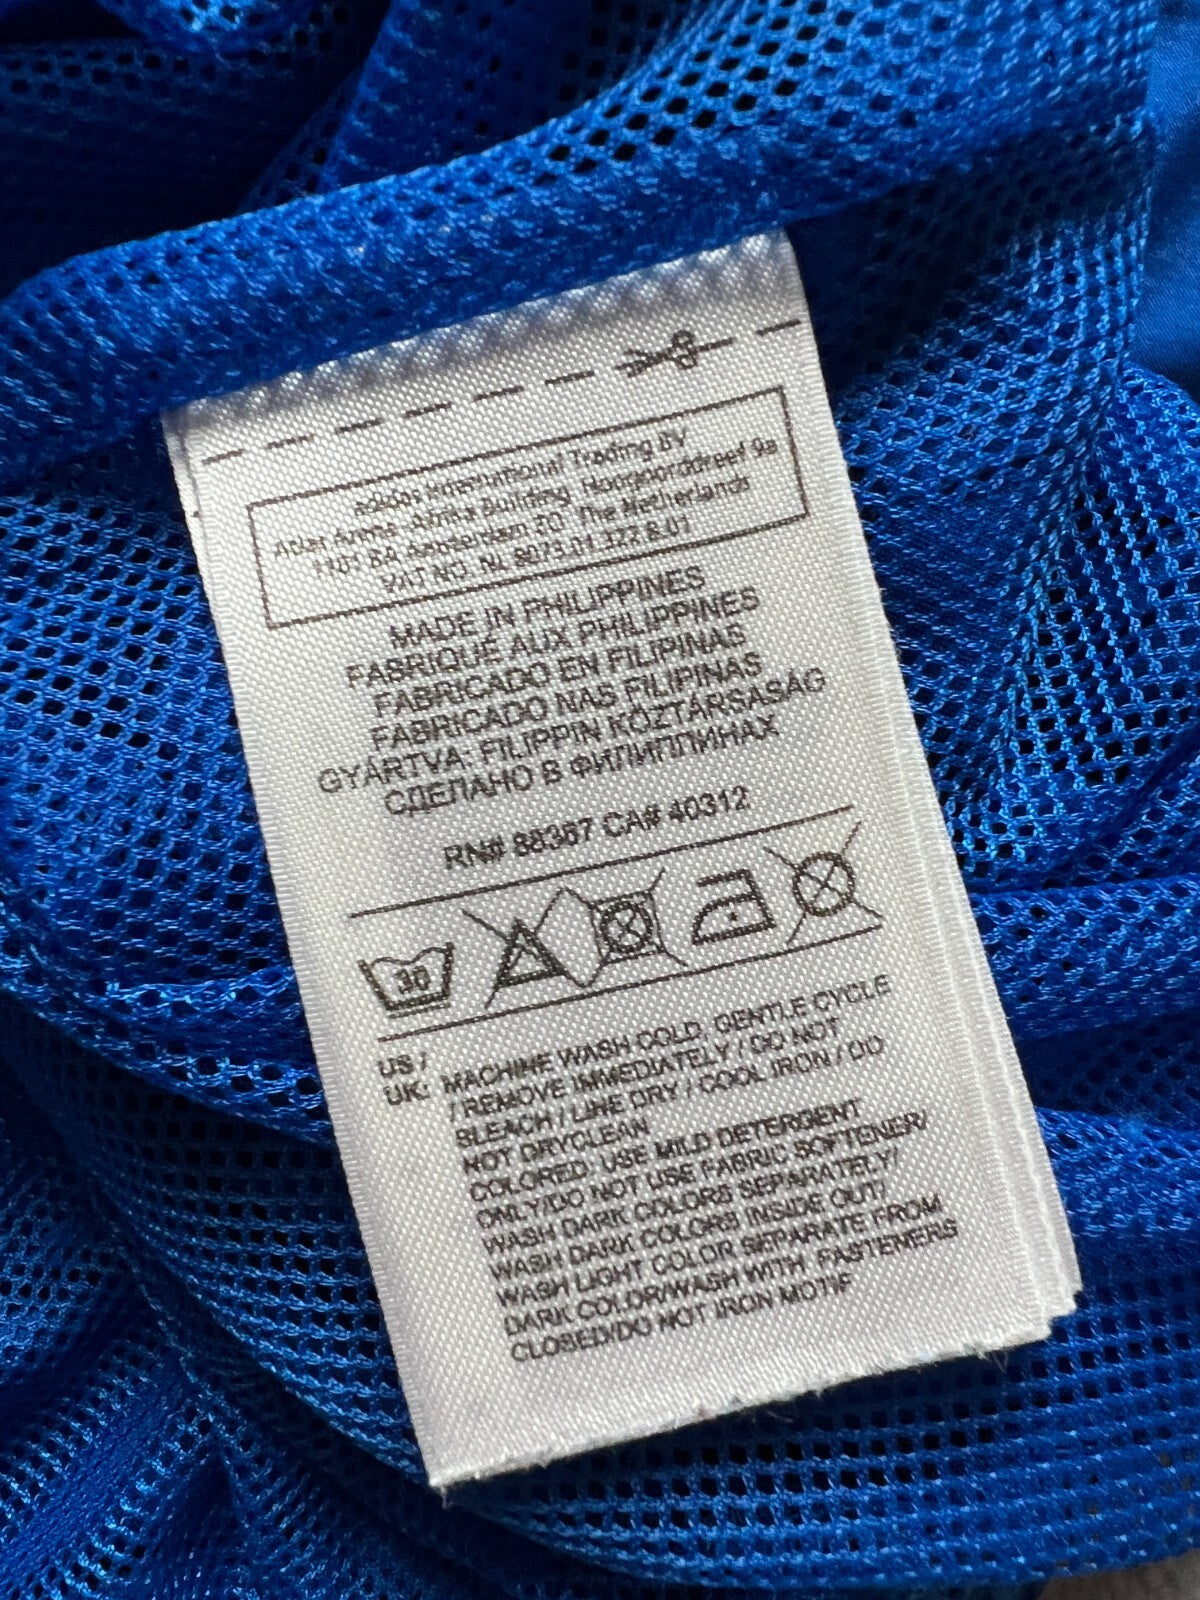 adidas International Trading BV
Atlas Arena, Afrika Building, Hoogoorddreef 9a
1101 BA Amsterdam ZO The Netherlands
VAT NO. NL 8073.01.322.B.01
MADE IN PHILIPPINES
FABRIQUÉ AUX PHILIPPINES
FABRICADO EN FILIPINAS
FABRICADO NAS FILIPINAS
GYÁRTVA: FILIPPIN KÖZTÁRSASÁG
СДЕЛАНО В ФИЛИППИНАХ
RN# 88387 CA# 40312
30
US / MACHINE WASH COLD, GENTLE CYCLE
UK: / REMOVE IMMEDIATELY / DO NOT
BLEACH / LINE DRY / COOL IRON / DO
NOT DRYCLEAN
COLORED: USE MILD DETERGENT
ONLY/DO NOT USE FABRIC SOFTENER/
WASH DARK COLORS SEPARATELY/
WASH DARK COLORS INSIDE OUT/
WASH LIGHT COLOR SEPARATE FROM
DARK COLOR/WASH WITH FASTENERS
CLOSED/DO NOT IRON MOTIF